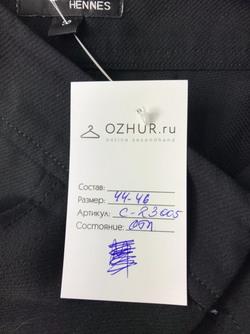 HENNES
OZHUR.ru
online secondhand
Состав:
Размер: 44-46
Артикул: C-R3605
Состояние: отл